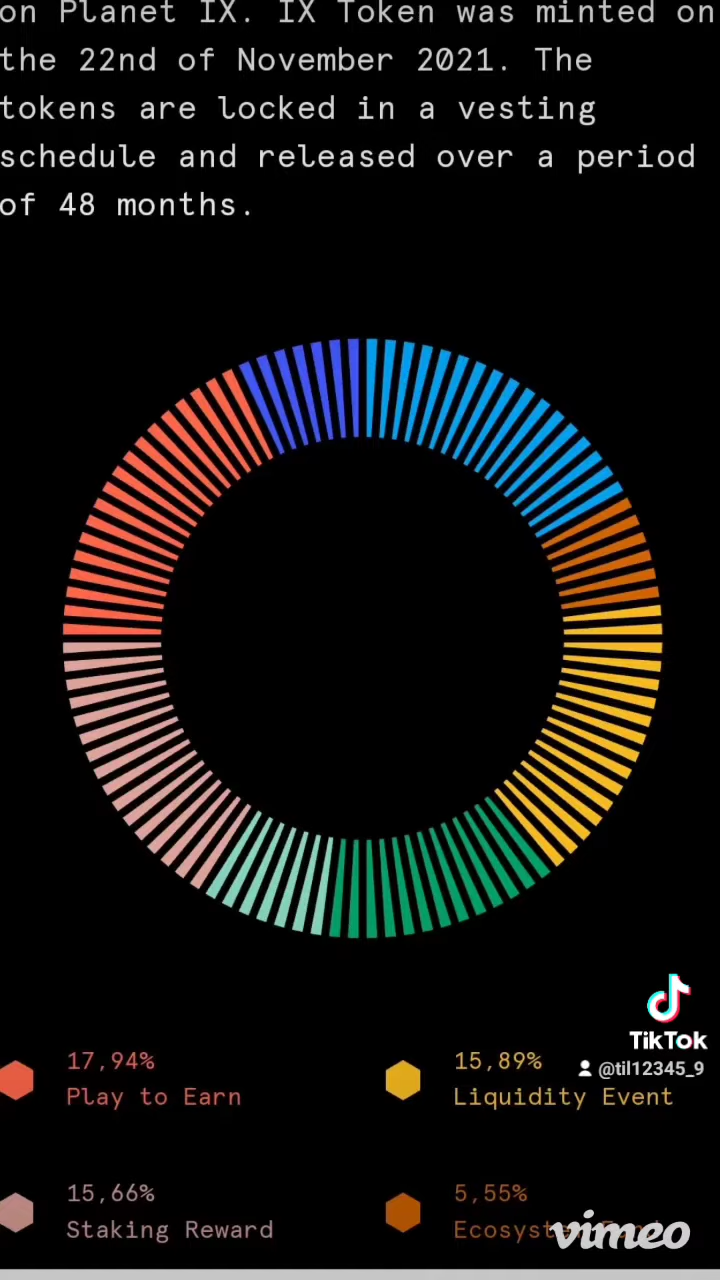 on Planet IX. IX Token was minted on
the 22nd of November 2021. The
tokens are locked in a vesting
schedule and released over a period
of 48 months.
TikTok
@til12345_9
17,94%
Play to Earn
15,89%
Liquidity Event
15,66%
Staking Reward
5,55%
vimeo